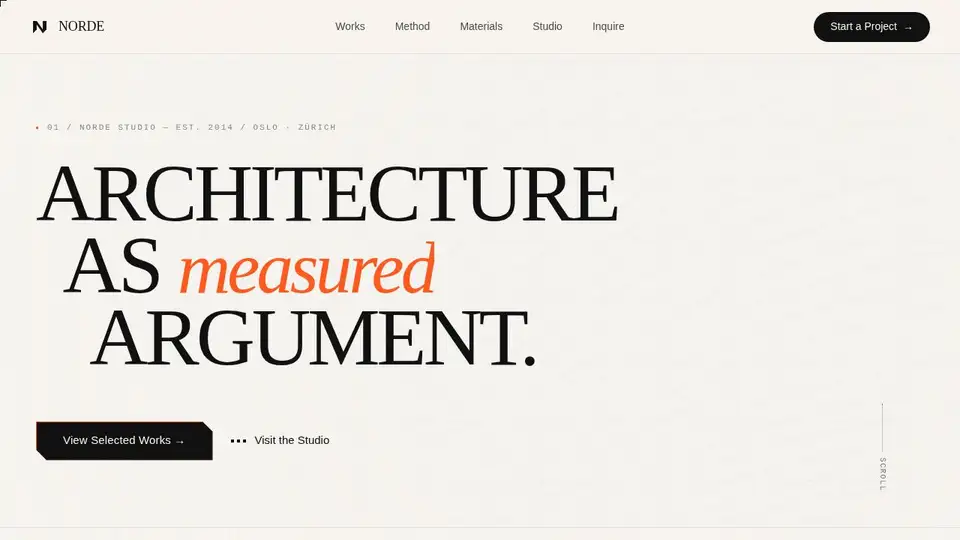 NORDE
Works Method Materials Studio Inquire
Start a Project →
01 / NORDE STUDIO — EST. 2014 / OSLO · ZÜRICH
ARCHITECTURE
AS measured
ARGUMENT.
View Selected Works →
Visit the Studio
SCROLL